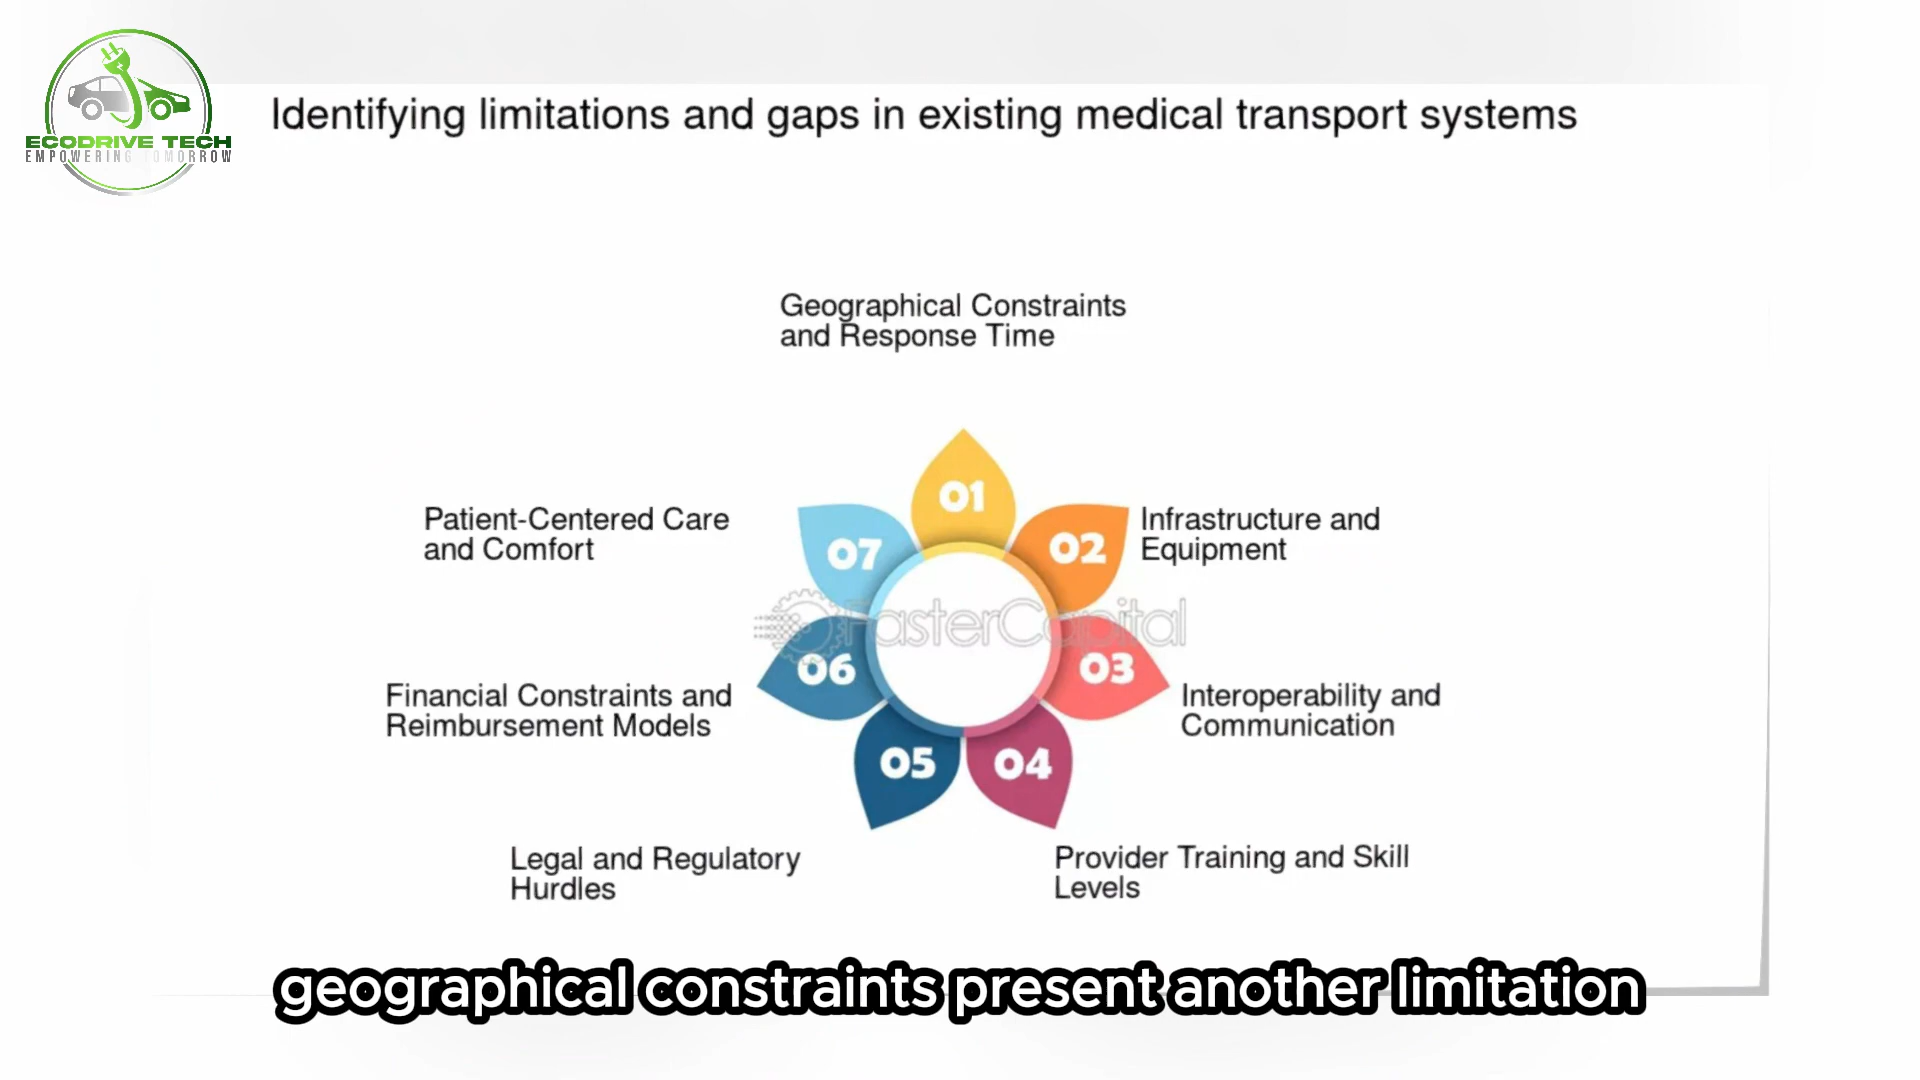 ECODRIVE TECH
EMPOWERING TOMORROW
Identifying limitations and gaps in existing medical transport systems
Geographical Constraints
and Response Time
01
Patient-Centered Care
and Comfort
07
02
Infrastructure and
Equipment
FasterCapital
Financial Constraints and
Reimbursement Models
06
03
Interoperability and
Communication
05
04
Legal and Regulatory
Hurdles
Provider Training and Skill
Levels
geographical constraints present another limitation